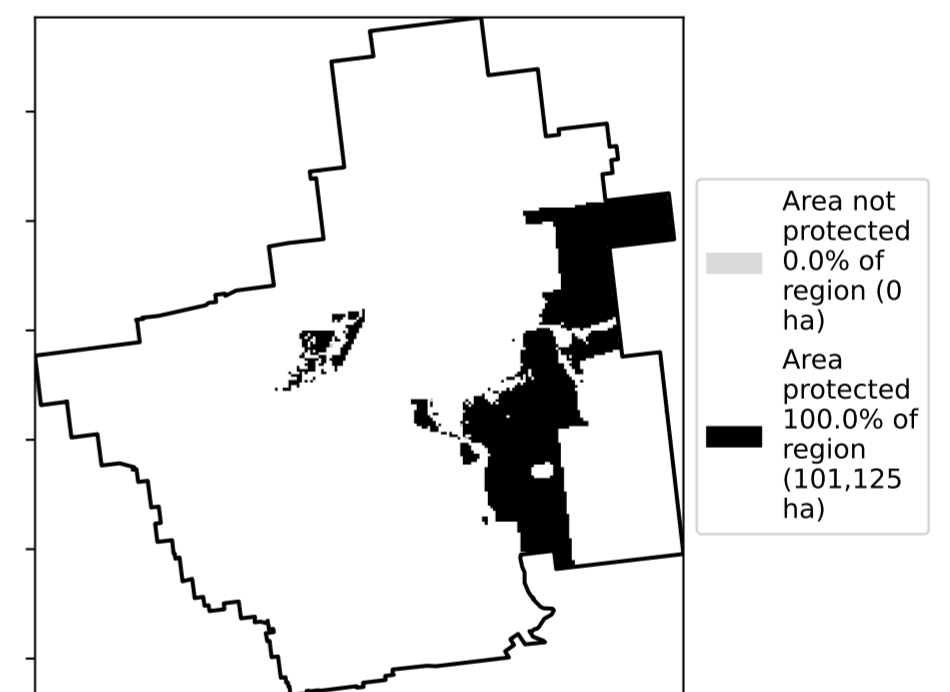 Area not
protected
0.0% of
region (0
ha)
Area
protected
100.0% of
region
(101,125
ha)